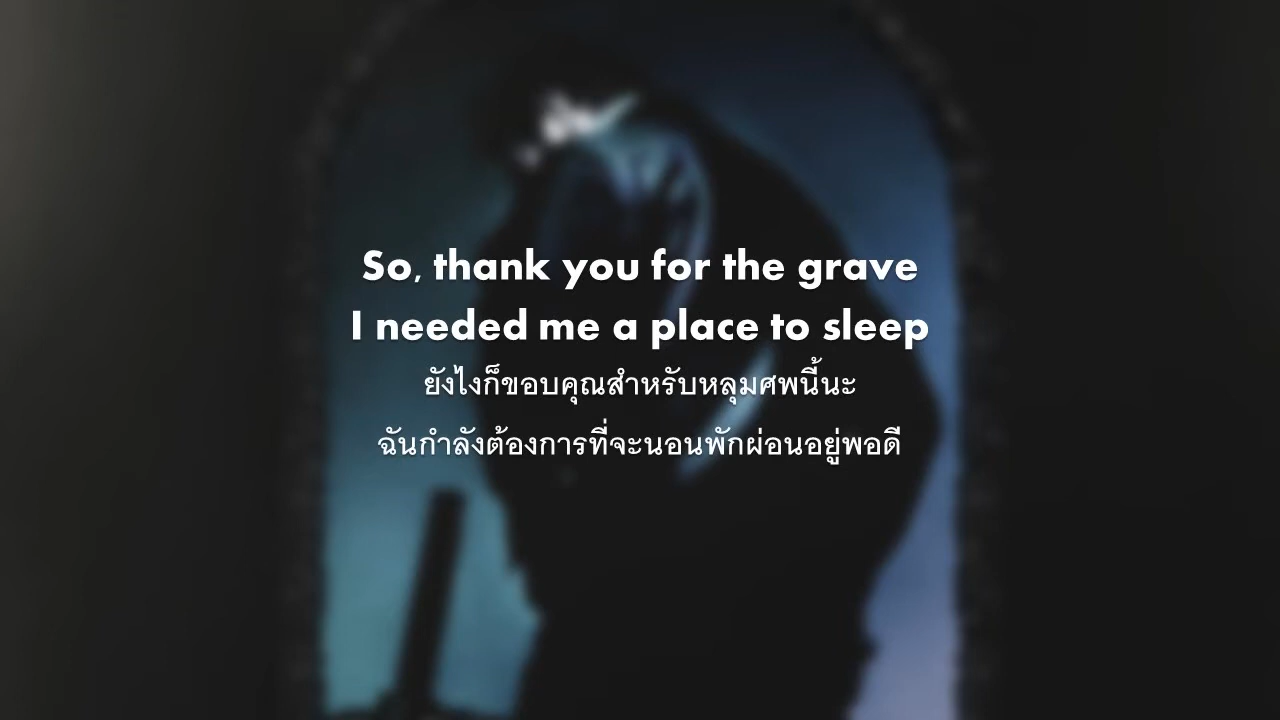 So, thank you for the grave
I needed me a place to sleep
ยังไงก็ขอบคุณสำหรับหลุมศพนี้นะ
ฉันกำลังต้องการที่จะนอนพักผ่อนอยู่พอดี